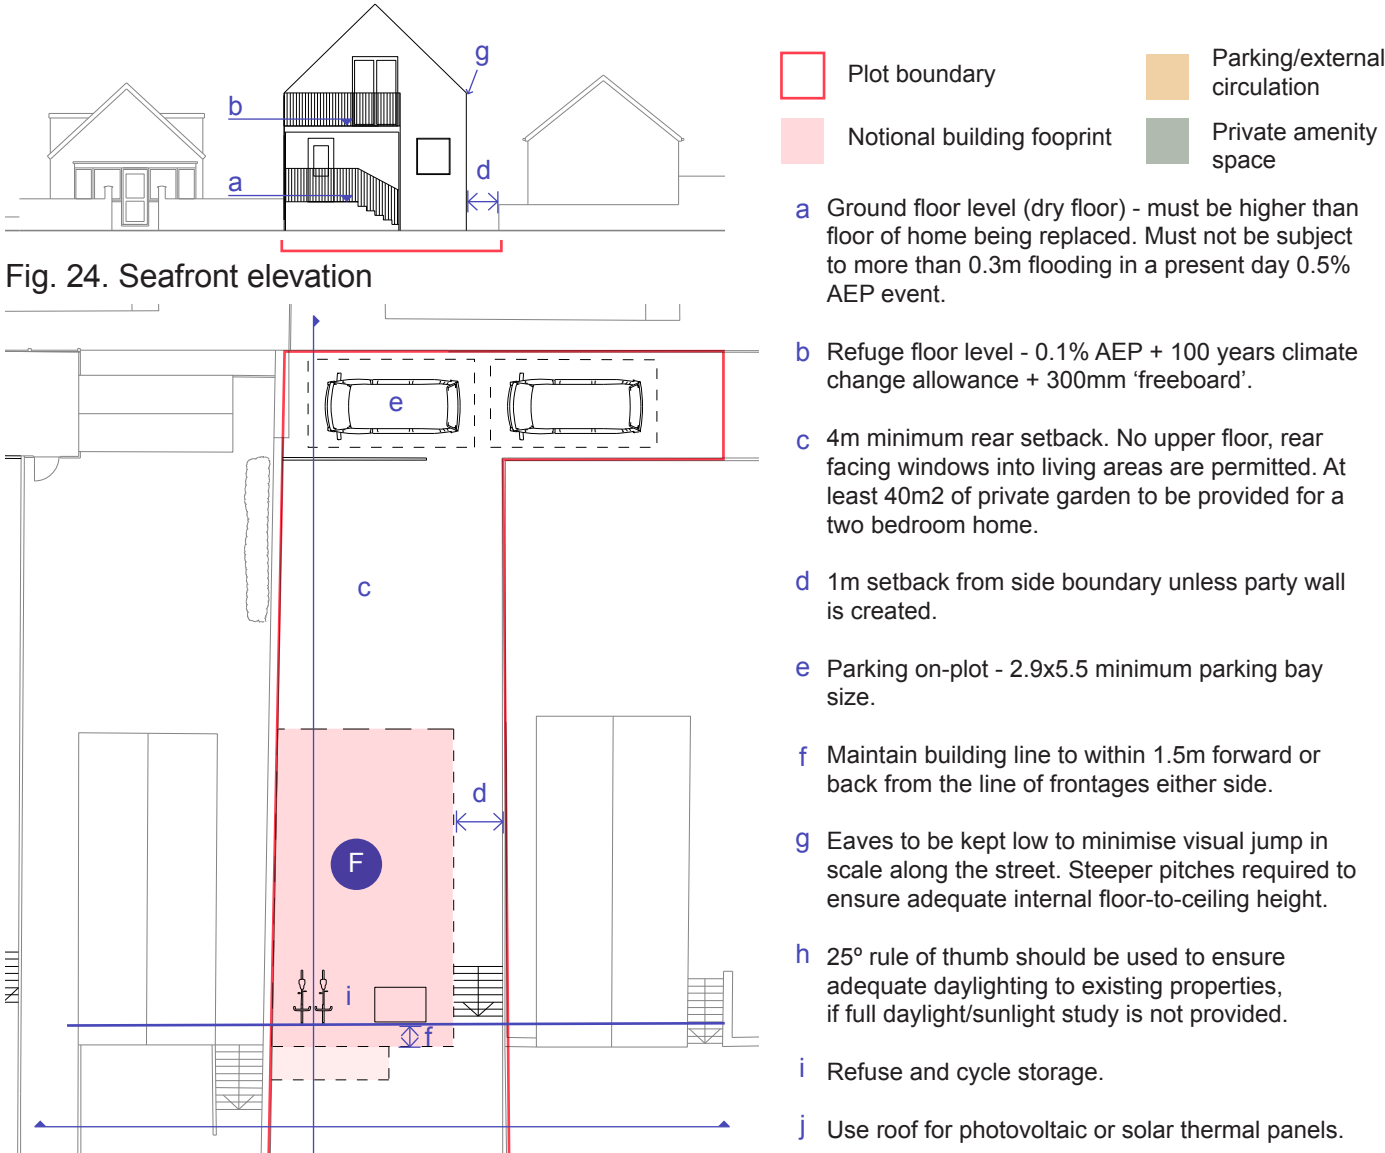 g
b
d
a
Fig. 24. Seafront elevation
e
c
d
F
i
f
Plot boundary
Parking/external
circulation
Notional building fooprint
Private amenity
space
a Ground floor level (dry floor) - must be higher than
floor of home being replaced. Must not be subject
to more than 0.3m flooding in a present day 0.5%
AEP event.
b Refuge floor level - 0.1% AEP + 100 years climate
change allowance + 300mm ‘freeboard’.
c 4m minimum rear setback. No upper floor, rear
facing windows into living areas are permitted. At
least 40m2 of private garden to be provided for a
two bedroom home.
d 1m setback from side boundary unless party wall
is created.
e Parking on-plot - 2.9x5.5 minimum parking bay
size.
f Maintain building line to within 1.5m forward or
back from the line of frontages either side.
g Eaves to be kept low to minimise visual jump in
scale along the street. Steeper pitches required to
ensure adequate internal floor-to-ceiling height.
h 25º rule of thumb should be used to ensure
adequate daylighting to existing properties,
if full daylight/sunlight study is not provided.
i Refuse and cycle storage.
j Use roof for photovoltaic or solar thermal panels.